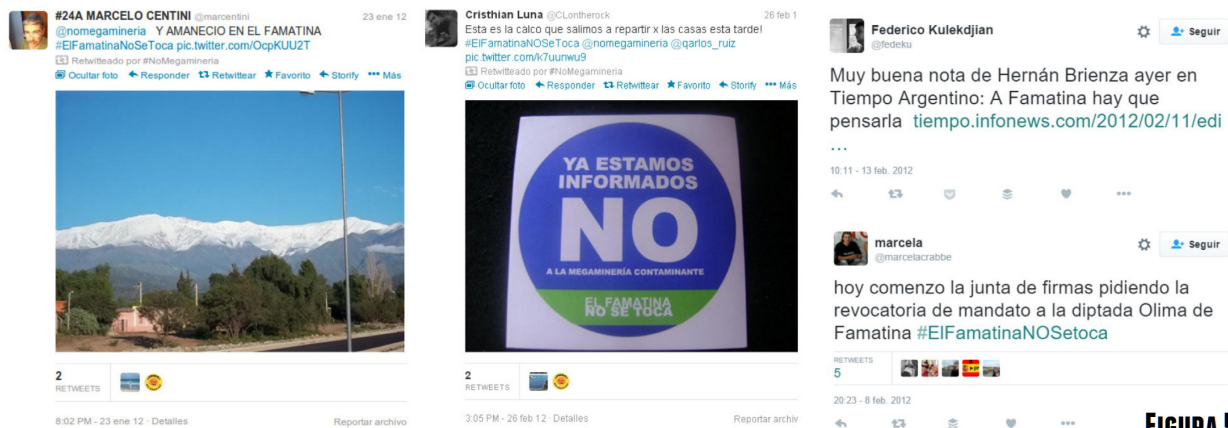 #24A MARCELO CENTINI @marcentini 23 ene 12
@nomegamineria Y AMANECIO EN EL FAMATINA
#ElFamatinaNoSeToca pic.twitter.com/OcpKUU2T
Retwitteado por #NoMegamineria
Ocultar foto Responder Retwittear Favorito Storify Más
2
RETWEETS
8:02 PM - 23 ene 12 · Detalles Reportar archivo
Cristhian Luna @CLontherock 26 feb 1
Esta es la calco que salimos a repartir x las casas esta tarde!
#ElFamatinaNOSeToca @nomegamineria @qarlos_ruiz
pic.twitter.com/k7uunwu9
Retwitteado por #NoMegamineria
Ocultar foto Responder Retwittear Favorito Storify Más
YA ESTAMOS
INFORMADOS
NO
A LA MEGAMINERÍA CONTAMINANTE
EL FAMATINA
NO SE TOCA
2
RETWEETS
3:05 PM - 26 feb 12 · Detalles Reportar archiv
Federico Kulekdjian Seguir
@fedeku
Muy buena nota de Hernán Brienza ayer en
Tiempo Argentino: A Famatina hay que
pensarla tiempo.infonews.com/2012/02/11/edi
…
10:11 - 13 feb. 2012
marcela Seguir
@marcelacrabbe
hoy comenzo la junta de firmas pidiendo la
revocatoria de mandato a la diptada Olima de
Famatina #ElFamatinaNOSetoca
RETWEETS
5
20:23 - 8 feb. 2012
FIGURA